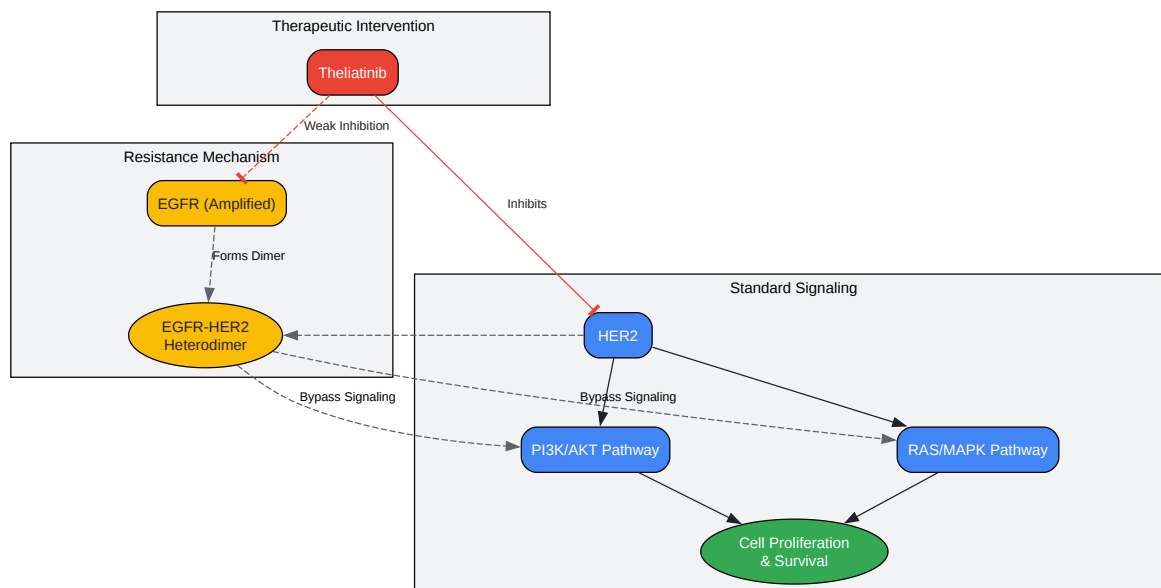 Therapeutic Intervention
Theliatinib
Weak Inhibition
Resistance Mechanism
EGFR (Amplified)
Inhibits
Forms Dimer
Standard Signaling
EGFR-HER2
Heterodimer
HER2
Bypass Signaling
Bypass Signaling
PI3K/AKT Pathway
RAS/MAPK Pathway
Cell Proliferation
& Survival